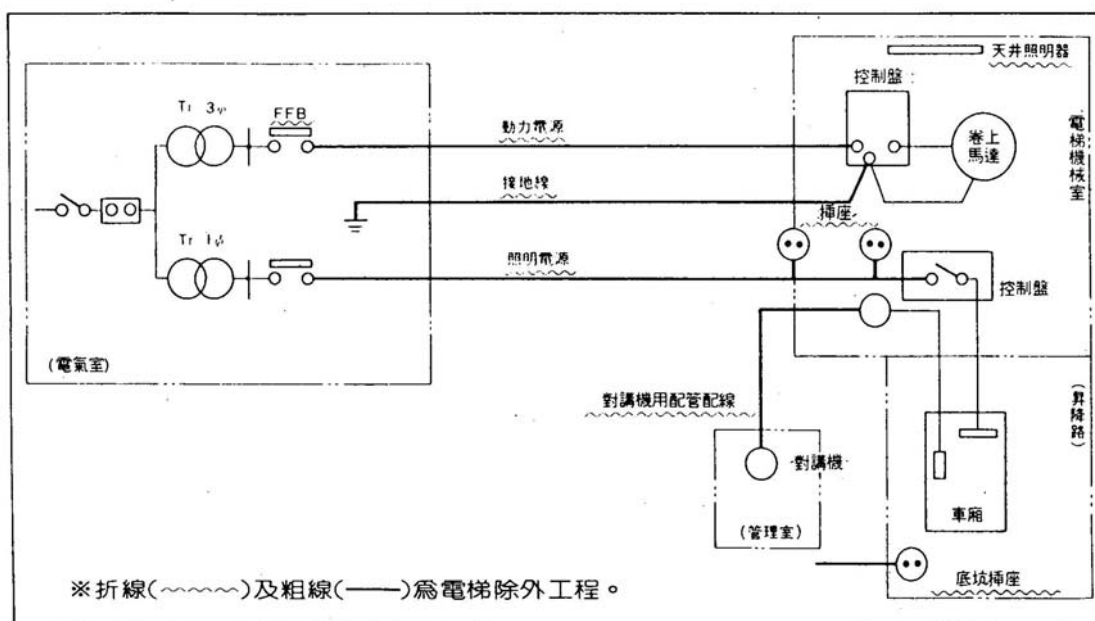 天井照明器
控制盤
Tr 3φ
FFB
動力電源
卷上
馬達
電梯機械室
接地線
插座
Tr 1φ
照明電源
控制盤
(電氣室)
對講機用配管配線
(昇降路)
對講機
車廂
(管理室)
底坑插座
※折線(~~~~)及粗線(——)為電梯除外工程。